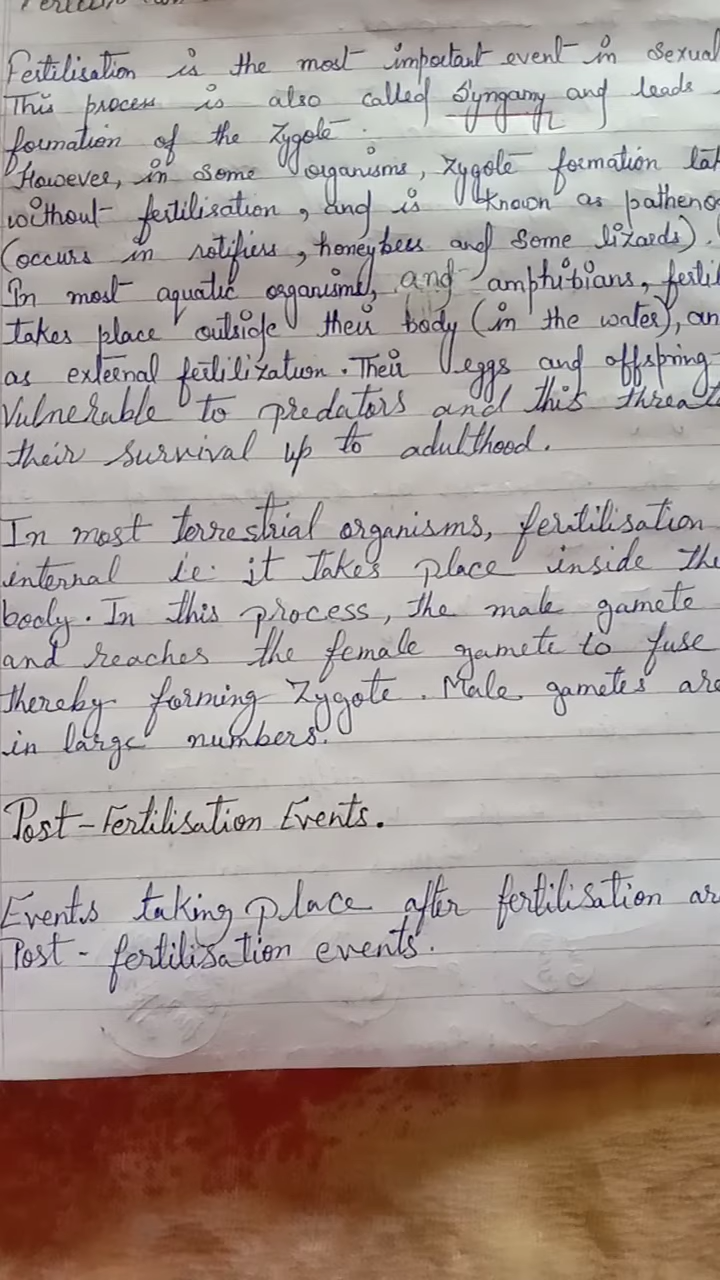 Fertilisation is the most important event in sexual
This process is also called Syngamy and leads
formation of the zygote.
However, in some organisms, zygote formation
without fertilisation, and is known as
(occurs in rotifiers, honeybees and some lizards).
In most aquatic organisms, and amphibians,
takes place outside their body (in the water),
as external fertilization. Their eggs and offspring
vulnerable to predators and this
their survival up to adulthood.
In most terrestrial organisms, fertilisation
internal ie. it takes place inside the
body. In this process, the male gamete
and reaches the female gamete to fuse
thereby forming zygote. Male gametes are
in large numbers.
Post-Fertilisation Events.
Events taking place after fertilisation
Post-fertilisation events.